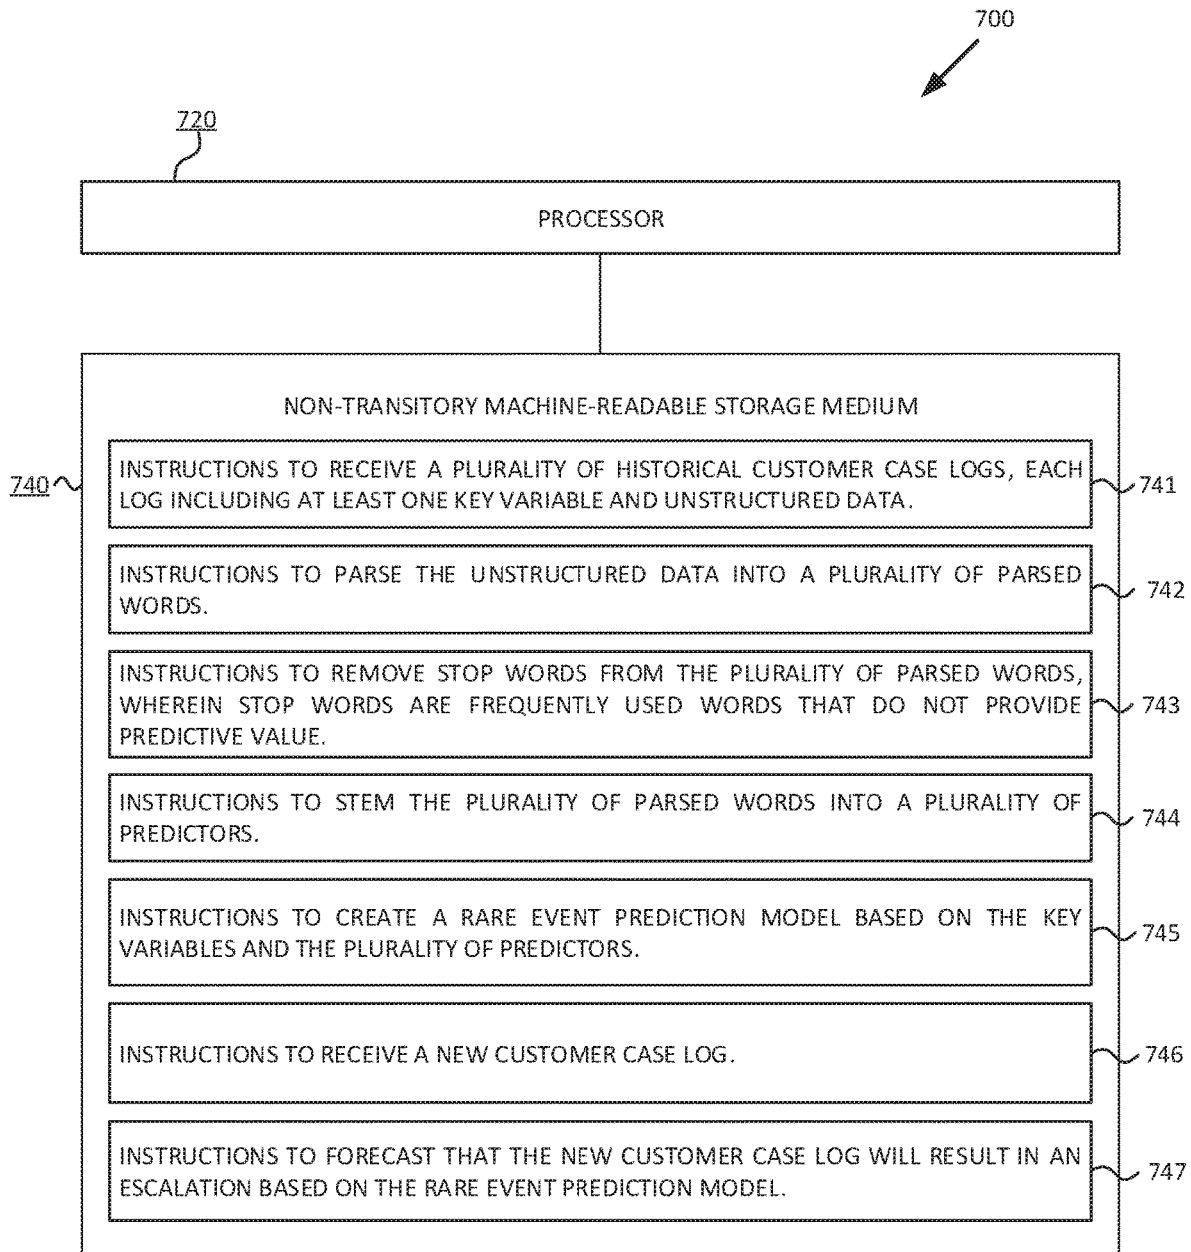 700
720
PROCESSOR
NON-TRANSITORY MACHINE-READABLE STORAGE MEDIUM
740
INSTRUCTIONS TO RECEIVE A PLURALITY OF HISTORICAL CUSTOMER CASE LOGS, EACH
LOG INCLUDING AT LEAST ONE KEY VARIABLE AND UNSTRUCTURED DATA.
741
INSTRUCTIONS TO PARSE THE UNSTRUCTURED DATA INTO A PLURALITY OF PARSED
WORDS.
742
INSTRUCTIONS TO REMOVE STOP WORDS FROM THE PLURALITY OF PARSED WORDS,
WHEREIN STOP WORDS ARE FREQUENTLY USED WORDS THAT DO NOT PROVIDE
PREDICTIVE VALUE.
743
INSTRUCTIONS TO STEM THE PLURALITY OF PARSED WORDS INTO A PLURALITY OF
PREDICTORS.
744
INSTRUCTIONS TO CREATE A RARE EVENT PREDICTION MODEL BASED ON THE KEY
VARIABLES AND THE PLURALITY OF PREDICTORS.
745
INSTRUCTIONS TO RECEIVE A NEW CUSTOMER CASE LOG.
746
INSTRUCTIONS TO FORECAST THAT THE NEW CUSTOMER CASE LOG WILL RESULT IN AN
ESCALATION BASED ON THE RARE EVENT PREDICTION MODEL.
747